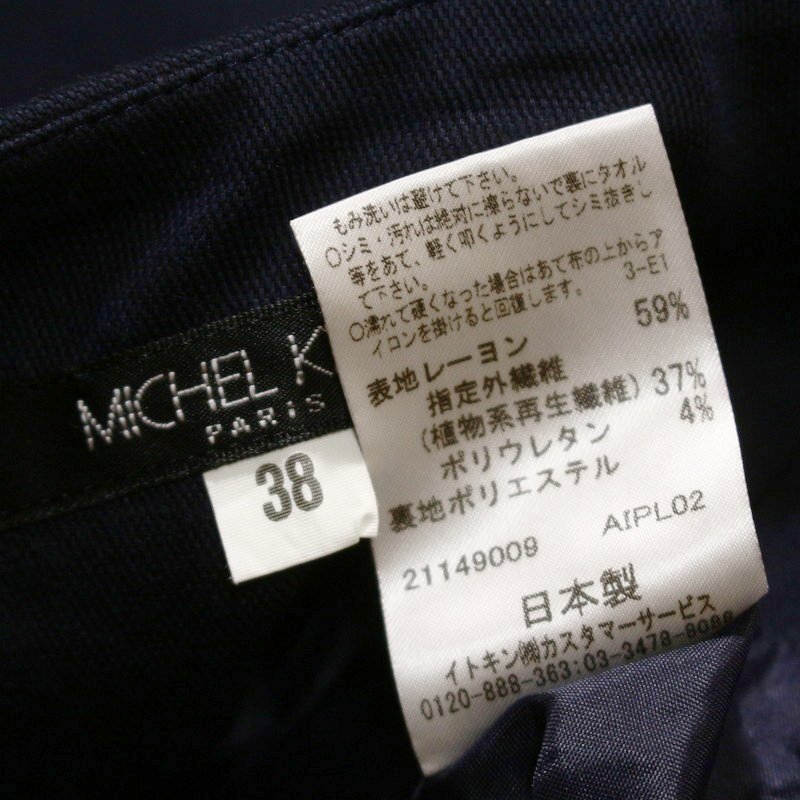 もみ洗いは避けて下さい。
○シミ・汚れは絶対に擦らないで裏にタオル
等をあて、軽く叩くようにしてシミ抜きし
て下さい。
○濡れて硬くなった場合はあて布の上からア
イロンを掛けると回復します。 3-E1
表地レーヨン 59%
指定外繊維
(植物系再生繊維) 37%
ポリウレタン 4%
裏地ポリエステル
21149009 AIPL02
日本製
イトキン㈱カスタマーサービス
0120-888-363:03-3478-8088
MICHEL K
PARIS
38